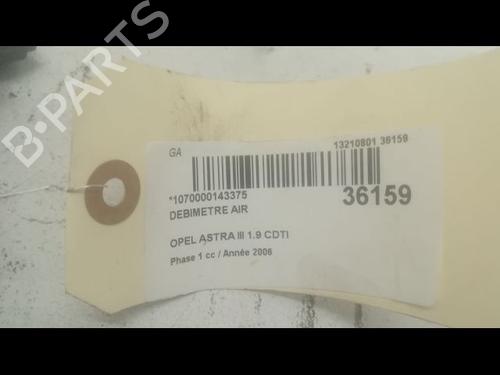 B-PARTS
GA
13210801 36159
*1070000143375
36159
DEBIMETRE AIR
OPEL ASTRA III 1.9 CDTI
Phase 1 cc / Année 2006